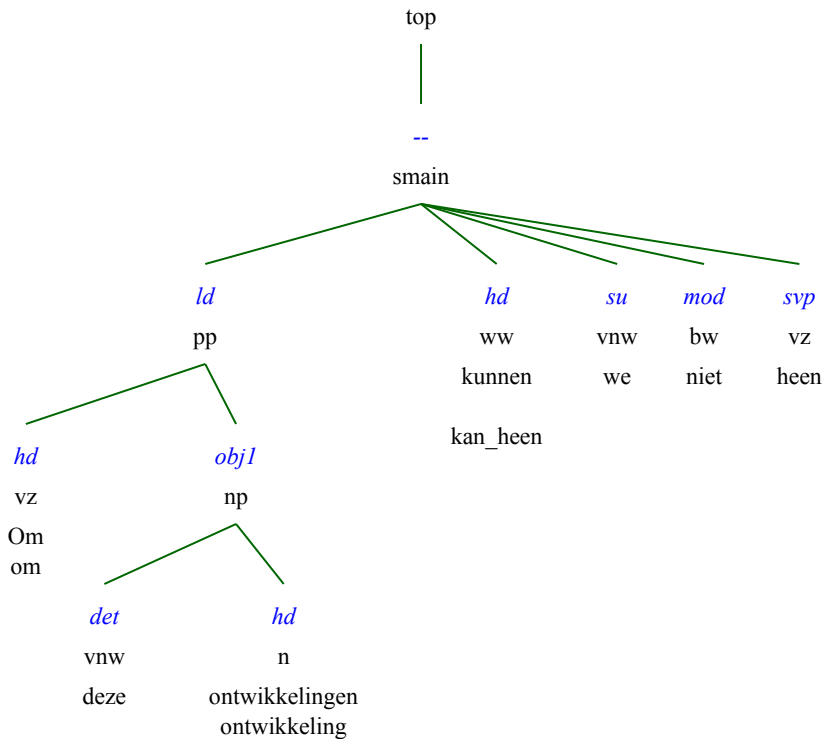 top
--
smain
ld hd su mod svp
pp ww vnw bw vz
kunnen we niet heen
kan_heen
hd obj1
vz np
Om
om
det hd
vnw n
deze ontwikkelingen
ontwikkeling